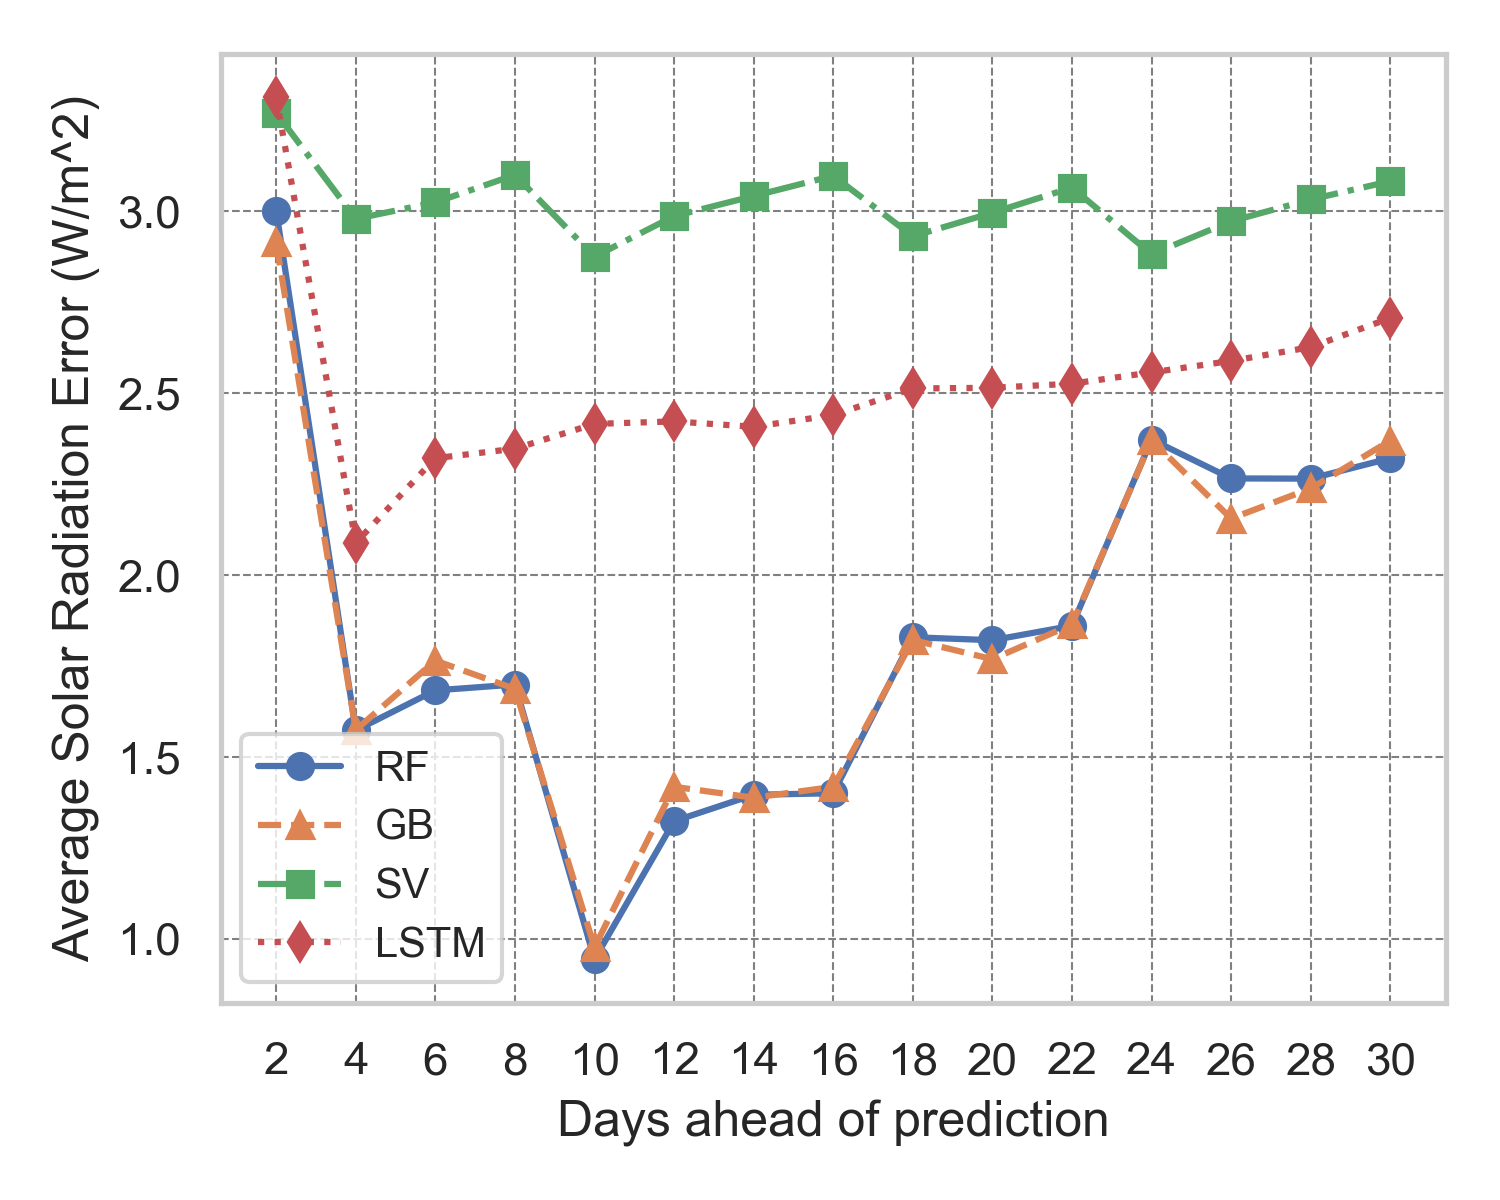 Average Solar Radiation Error (W/m^2)
3.0
2.5
2.0
1.5
1.0
RF
GB
SV
LSTM
2 4 6 8 10 12 14 16 18 20 22 24 26 28 30
Days ahead of prediction